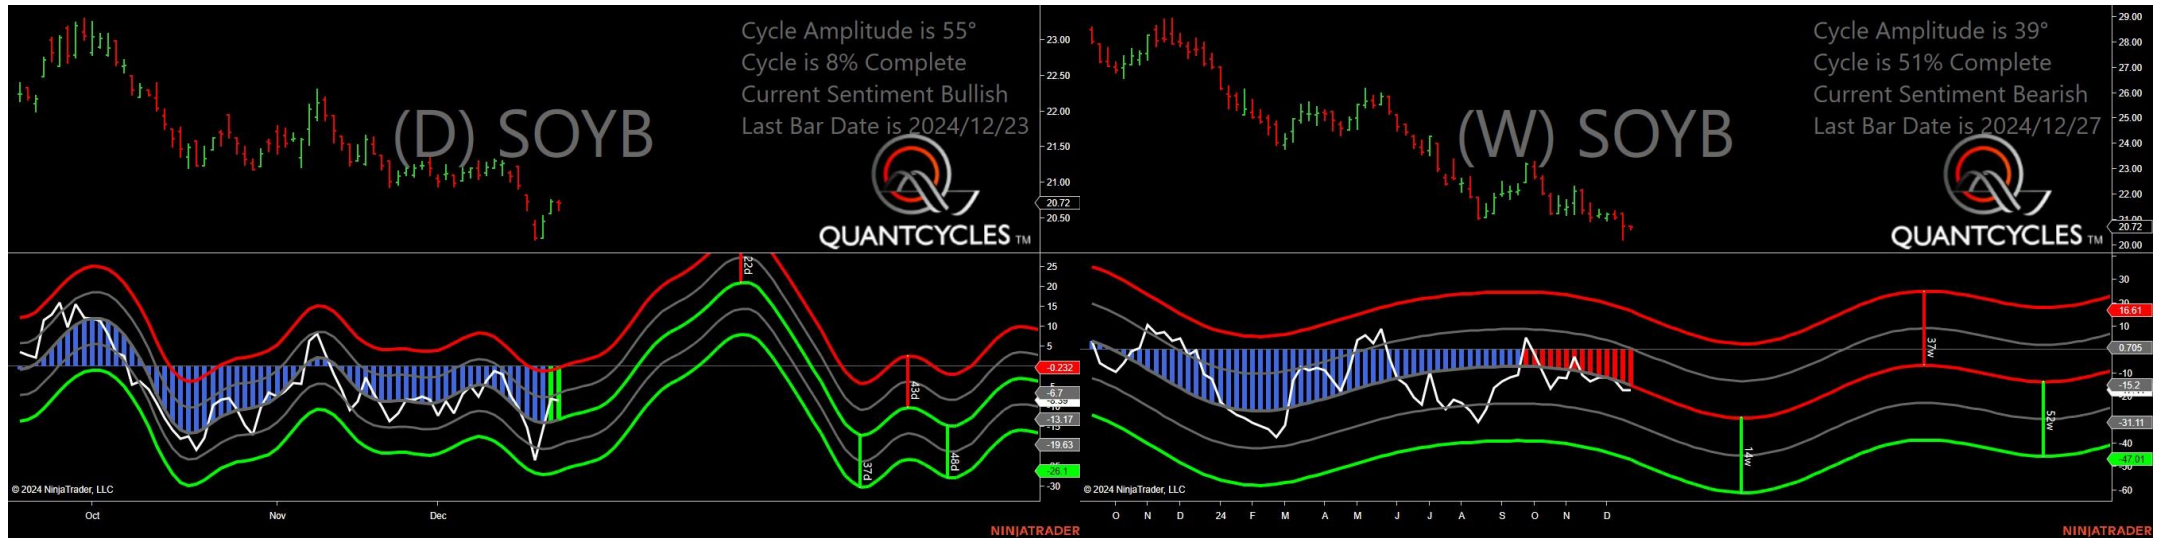 Cycle Amplitude is 55°
Cycle is 8% Complete
Current Sentiment Bullish
Last Bar Date is 2024/12/23
(D) SOYB
QUANTCYCLES TM
23.00
22.50
22.00
21.50
21.00
20.72
20.50
22d
43d
37d
48d
25
20
15
10
5
-0.232
-6.7
-13.17
-19.63
-26.1
-30
© 2024 NinjaTrader, LLC
Oct
Nov
Dec
NINJATRADER
Cycle Amplitude is 39°
Cycle is 51% Complete
Current Sentiment Bearish
Last Bar Date is 2024/12/27
(W) SOYB
QUANTCYCLES TM
29.00
28.00
27.00
26.00
25.00
24.00
23.00
22.00
21.00
20.72
20.00
37w
14w
52w
30
16.61
10
0.705
-10
-15.2
-31.11
-40
-47.01
-60
© 2024 NinjaTrader, LLC
O N D 24 F M A M J J A S O N D
NINJATRADER